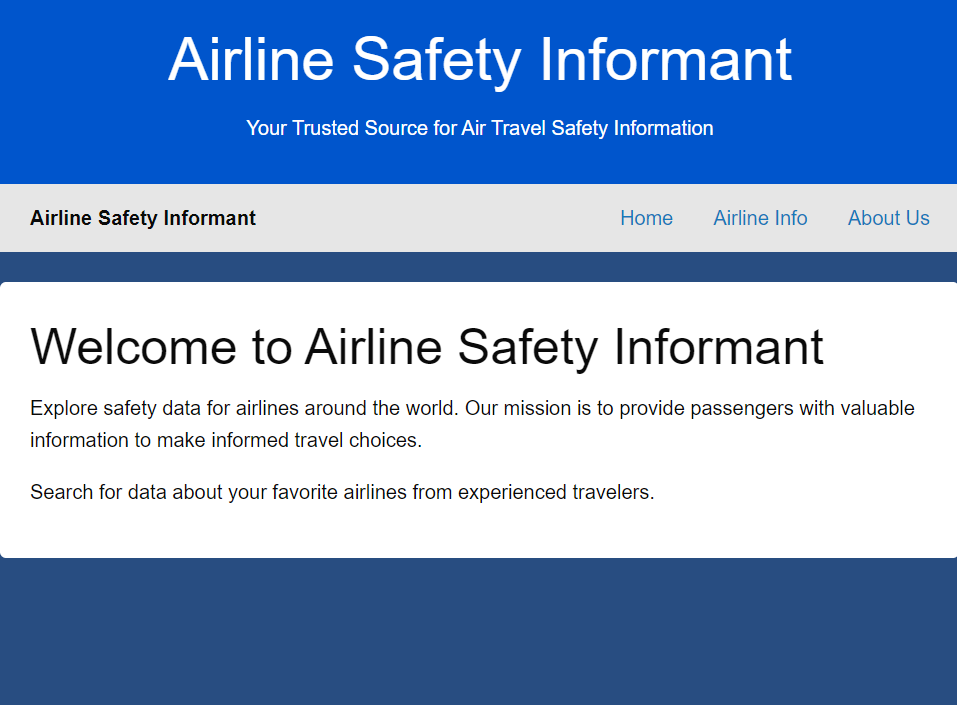 Airline Safety Informant
Your Trusted Source for Air Travel Safety Information
Airline Safety Informant
Home
Airline Info
About Us
Welcome to Airline Safety Informant
Explore safety data for airlines around the world. Our mission is to provide passengers with valuable
information to make informed travel choices.
Search for data about your favorite airlines from experienced travelers.